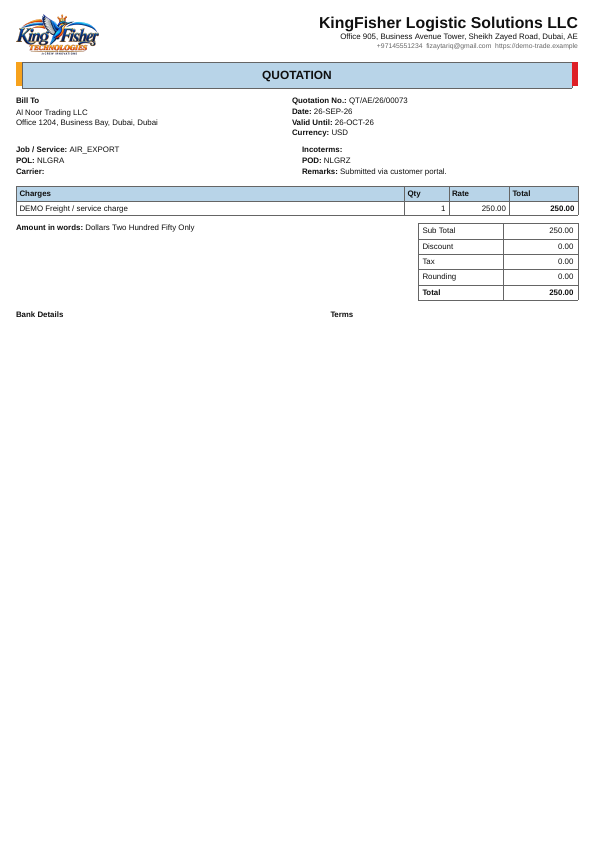 King Fisher
TECHNOLOGIES
KingFisher Logistic Solutions LLC
Office 905, Business Avenue Tower, Sheikh Zayed Road, Dubai, AE
+97145551234 fizaytariq@gmail.com https://demo-trade.example
QUOTATION
Bill To
Al Noor Trading LLC
Office 1204, Business Bay, Dubai, Dubai
Quotation No.: QT/AE/26/00073
Date: 26-SEP-26
Valid Until: 26-OCT-26
Currency: USD
Job / Service: AIR_EXPORT
POL: NLGRA
Carrier:
Incoterms:
POD: NLGRZ
Remarks: Submitted via customer portal.
Charges Qty Rate Total
DEMO Freight / service charge 1 250.00 250.00
Amount in words: Dollars Two Hundred Fifty Only
Sub Total 250.00
Discount 0.00
Tax 0.00
Rounding 0.00
Total 250.00
Bank Details
Terms